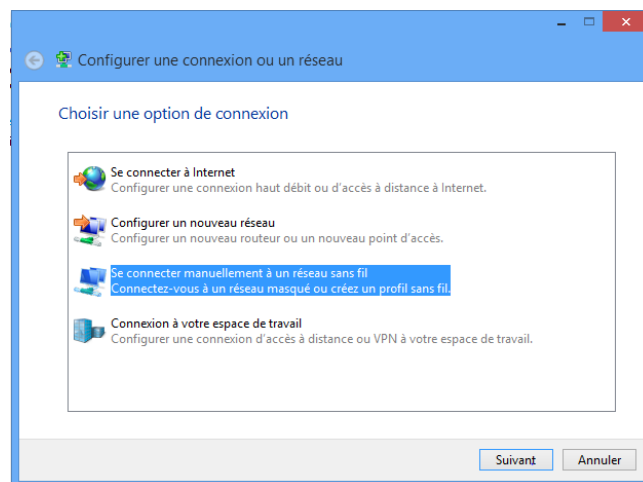 Configurer une connexion ou un réseau
Choisir une option de connexion
Se connecter à Internet
Configurer une connexion haut débit ou d'accès à distance à Internet.
Configurer un nouveau réseau
Configurer un nouveau routeur ou un nouveau point d'accès.
Se connecter manuellement à un réseau sans fil
Connectez-vous à un réseau masqué ou créez un profil sans fil.
Connexion à votre espace de travail
Configurer une connexion d'accès à distance ou VPN à votre espace de travail.
Suivant Annuler